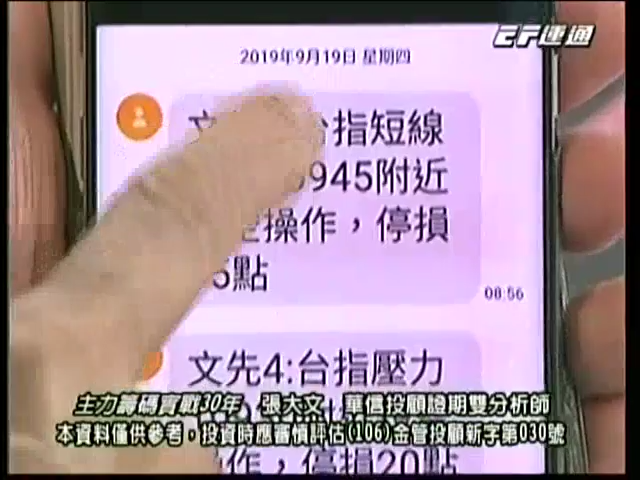 運通
2019年9月19日 星期四
文 台指短線
945附近
操作，停損
5點
08:56
文先4:台指壓力
主力籌碼實戰30年 張大文 華信投顧證期雙分析師
本資料僅供參考，投資時應審慎評估(106)金管投顧新字第030號
作，停損20點